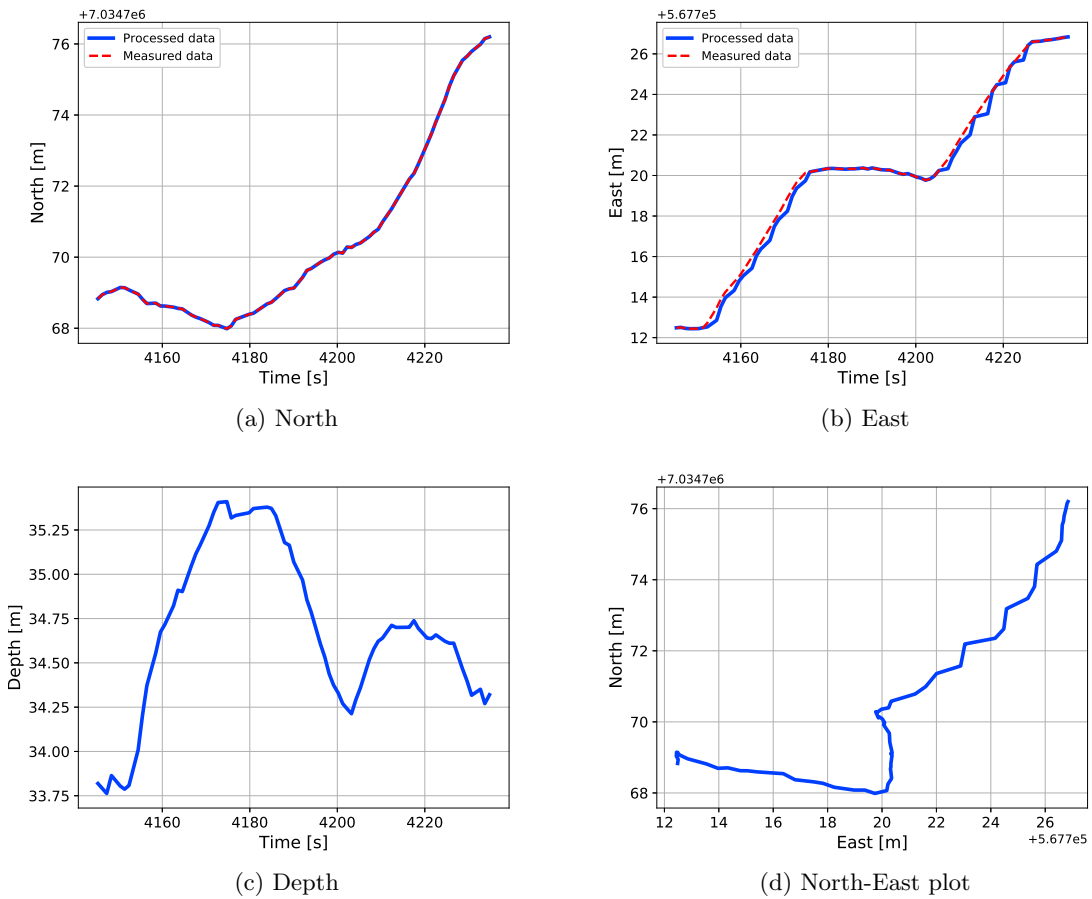 +7.0347e6
Processed data
Measured data
76
74
72
70
68
North [m]
4160 4180 4200 4220
Time [s]
(a) North
+5.677e5
Processed data
Measured data
26
24
22
20
18
16
14
12
East [m]
4160 4180 4200 4220
Time [s]
(b) East
35.25
35.00
34.75
34.50
34.25
34.00
33.75
Depth [m]
4160 4180 4200 4220
Time [s]
(c) Depth
+7.0347e6
76
74
72
70
68
North [m]
12 14 16 18 20 22 24 26
East [m]
+5.677e5
(d) North-East plot